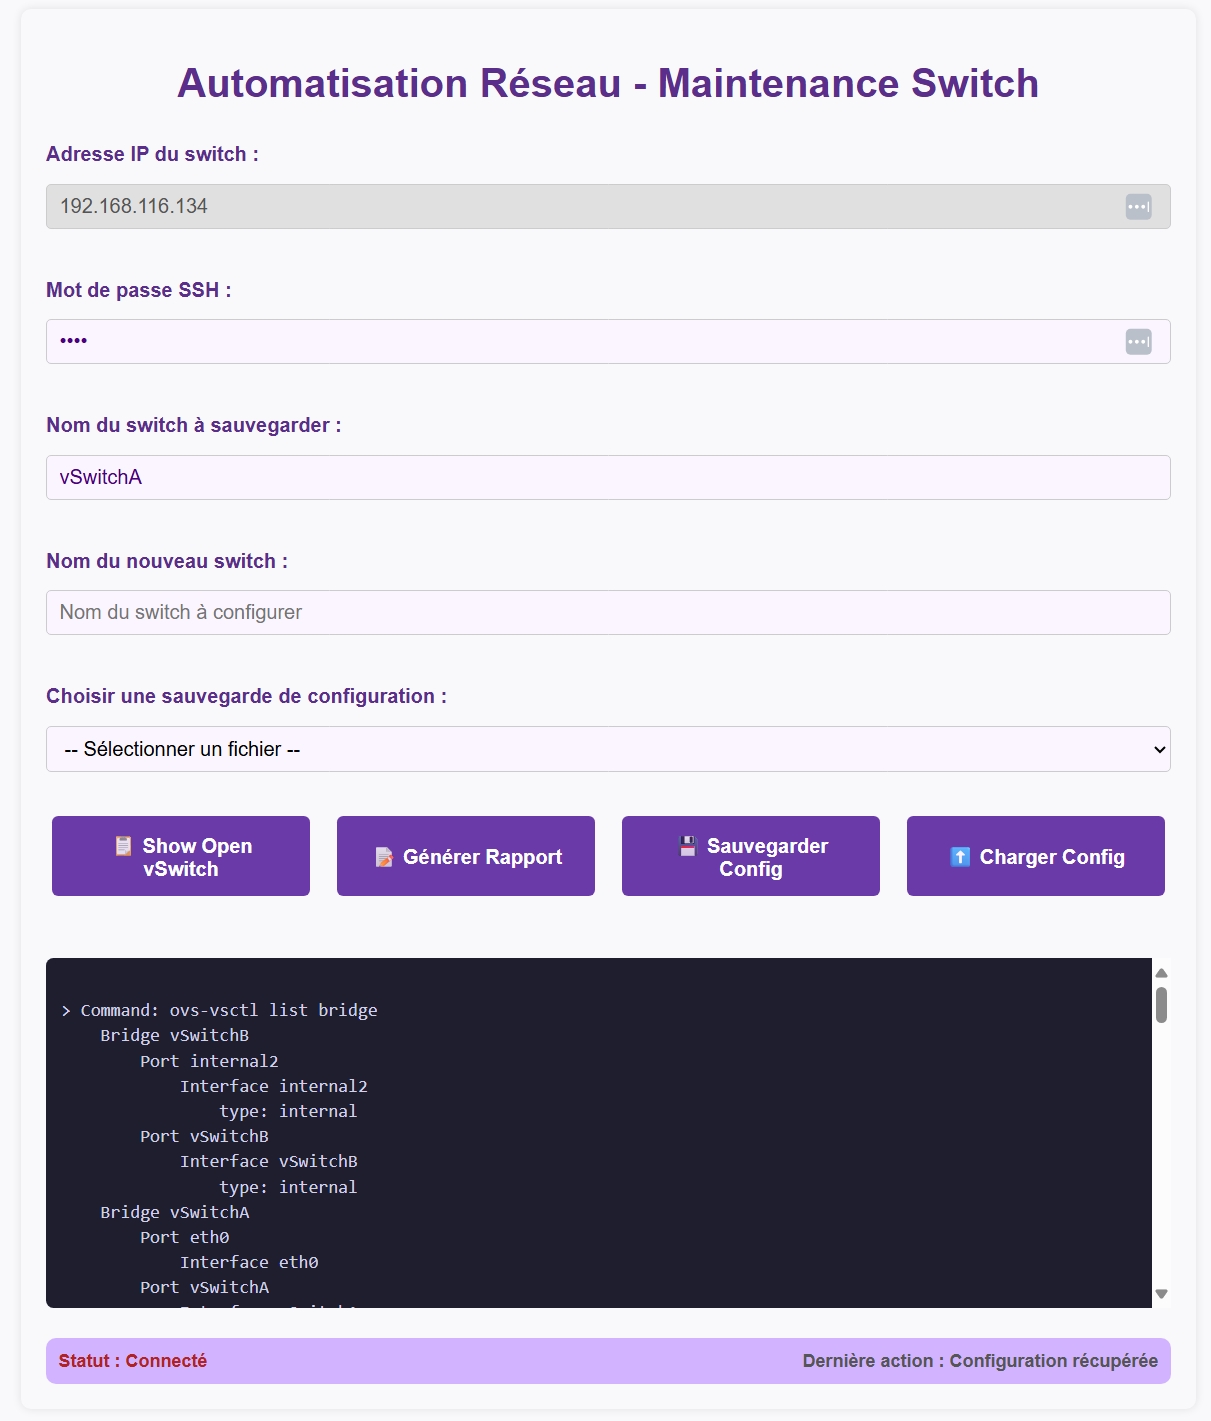 Automatisation Réseau - Maintenance Switch
Adresse IP du switch :
192.168.116.134
Mot de passe SSH :
••••
Nom du switch à sauvegarder :
vSwitchA
Nom du nouveau switch :
Nom du switch à configurer
Choisir une sauvegarde de configuration :
-- Sélectionner un fichier --
📋 Show Open
vSwitch
📝 Générer Rapport
💾 Sauvegarder
Config
⬆️ Charger Config
> Command: ovs-vsctl list bridge
Bridge vSwitchB
Port internal2
Interface internal2
type: internal
Port vSwitchB
Interface vSwitchB
type: internal
Bridge vSwitchA
Port eth0
Interface eth0
Port vSwitchA
Statut : Connecté
Dernière action : Configuration récupérée